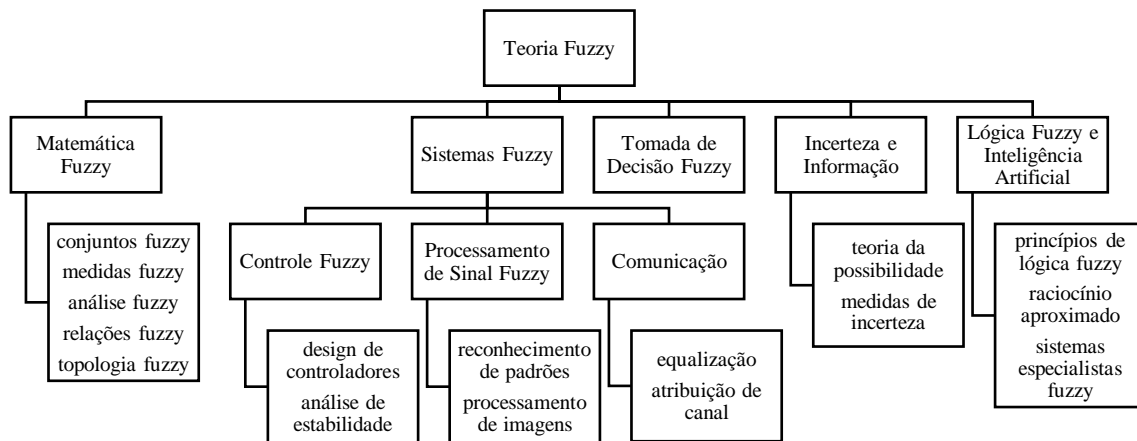 Teoria Fuzzy
Matemática
Fuzzy
Sistemas Fuzzy
Tomada de
Decisão Fuzzy
Incerteza e
Informação
Lógica Fuzzy e
Inteligência
Artificial
conjuntos fuzzy
medidas fuzzy
análise fuzzy
relações fuzzy
topologia fuzzy
Controle Fuzzy
Processamento
de Sinal Fuzzy
Comunicação
teoria da
possibilidade
medidas de
incerteza
princípios de
lógica fuzzy
raciocínio
aproximado
sistemas
especialistas
fuzzy
design de
controladores
análise de
estabilidade
reconhecimento
de padrões
processamento
de imagens
equalização
atribuição de
canal